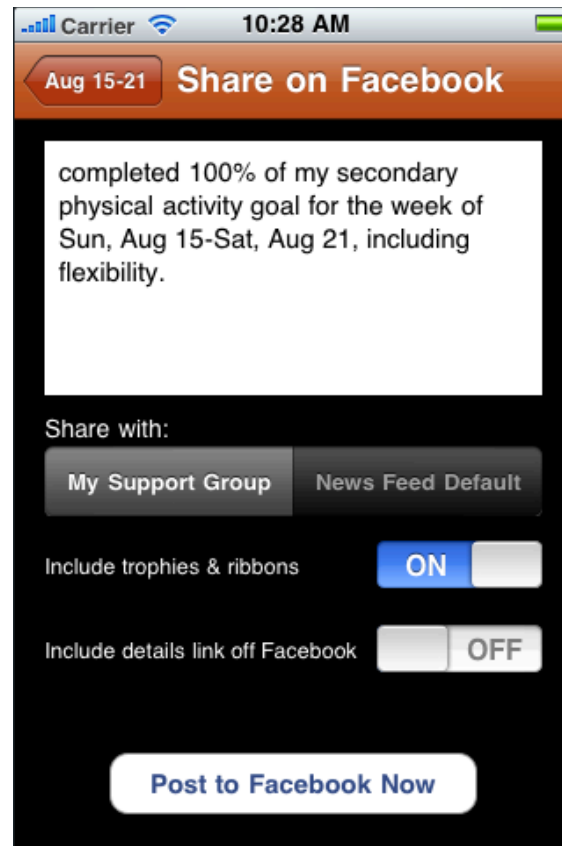 Carrier 10:28 AM
Aug 15-21 Share on Facebook
completed 100% of my secondary
physical activity goal for the week of
Sun, Aug 15-Sat, Aug 21, including
flexibility.
Share with:
My Support Group News Feed Default
Include trophies & ribbons ON
Include details link off Facebook OFF
Post to Facebook Now